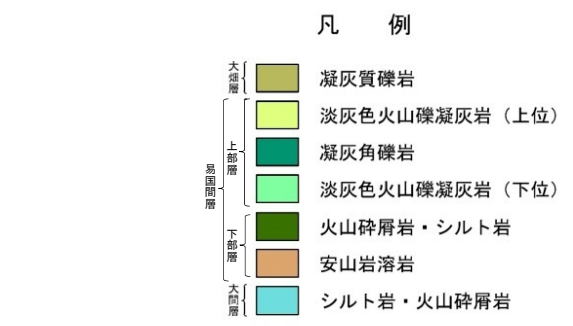 凡 例
大畑層
凝灰質礫岩
易国間層
上部層
淡灰色火山礫凝灰岩（上位）
凝灰角礫岩
淡灰色火山礫凝灰岩（下位）
下部層
火山砕屑岩・シルト岩
安山岩溶岩
大間層
シルト岩・火山砕屑岩